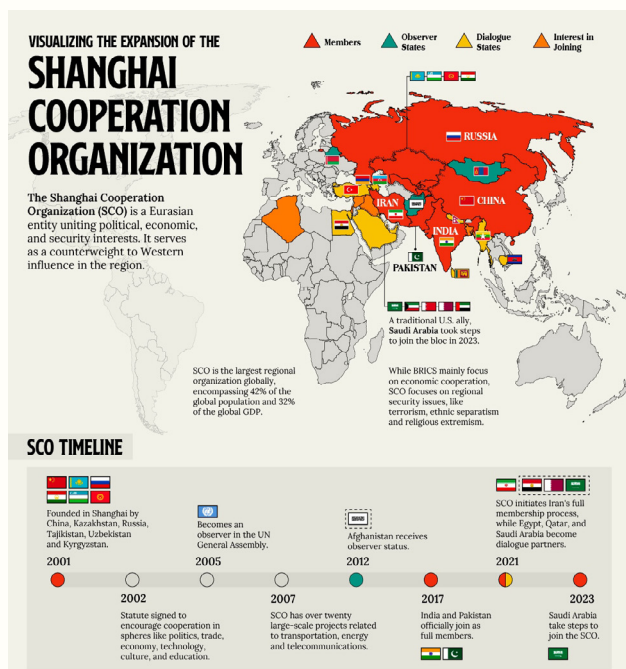 VISUALIZING THE EXPANSION OF THE
SHANGHAI
COOPERATION
ORGANIZATION
The Shanghai Cooperation
Organization (SCO) is a Eurasian
entity uniting political, economic,
and security interests. It serves
as a counterweight to Western
influence in the region.
Members
Observer
States
Dialogue
States
Interest in
Joining
RUSSIA
CHINA
IRAN
INDIA
PAKISTAN
A traditional U.S. ally,
Saudi Arabia took steps
to join the bloc in 2023.
SCO is the largest regional
organization globally,
encompassing 42% of the
global population and 32%
of the global GDP.
While BRICS mainly focus
on economic cooperation,
SCO focuses on regional
security issues, like
terrorism, ethnic separatism
and religious extremism.
SCO TIMELINE
Founded in Shanghai by
China, Kazakhstan, Russia,
Tajikistan, Uzbekistan
and Kyrgyzstan.
2001
2002
Statute signed to
encourage cooperation in
spheres like politics, trade,
economy, technology,
culture, and education.
Becomes an
observer in the UN
General Assembly.
2005
2007
SCO has over twenty
large-scale projects related
to transportation, energy
and telecommunications.
Afghanistan receives
observer status.
2012
2017
India and Pakistan
officially join as
full members.
SCO initiates Iran's full
membership process,
while Egypt, Qatar, and
Saudi Arabia become
dialogue partners.
2021
2023
Saudi Arabia
take steps to
join the SCO.